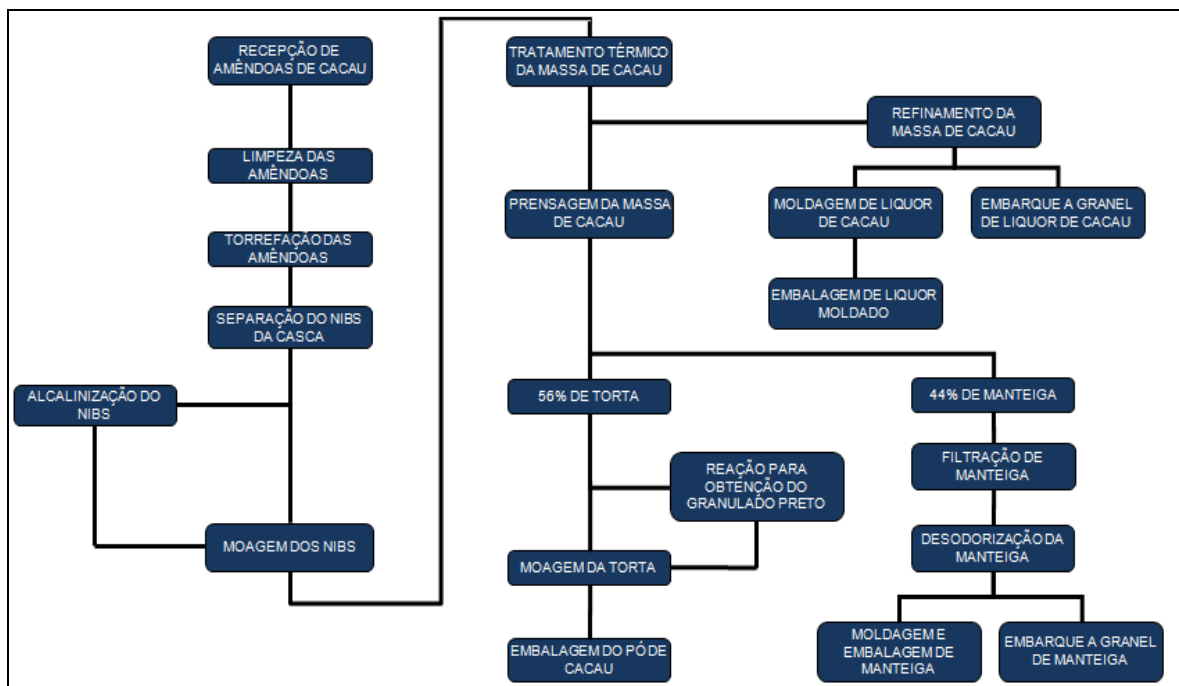 RECEPÇÃO DE
AMÊNDOAS DE CACAU
LIMPEZA DAS
AMÊNDOAS
TORREFAÇÃO DAS
AMÊNDOAS
SEPARAÇÃO DO NIBS
DA CASCA
ALCALINIZAÇÃO DO
NIBS
MOAGEM DOS NIBS
TRATAMENTO TÉRMICO
DA MASSA DE CACAU
REFINAMENTO DA
MASSA DE CACAU
PRENSAGEM DA MASSA
DE CACAU
MOLDAGEM DE LIQUOR
DE CACAU
EMBARQUE A GRANEL
DE LIQUOR DE CACAU
EMBALAGEM DE LIQUOR
MOLDADO
56% DE TORTA
44% DE MANTEIGA
REAÇÃO PARA
OBTENÇÃO DO
GRANULADO PRETO
FILTRAÇÃO DE
MANTEIGA
MOAGEM DA TORTA
DESODORIZAÇÃO DA
MANTEIGA
EMBALAGEM DO PÓ DE
CACAU
MOLDAGEM E
EMBALAGEM DE
MANTEIGA
EMBARQUE A GRANEL
DE MANTEIGA